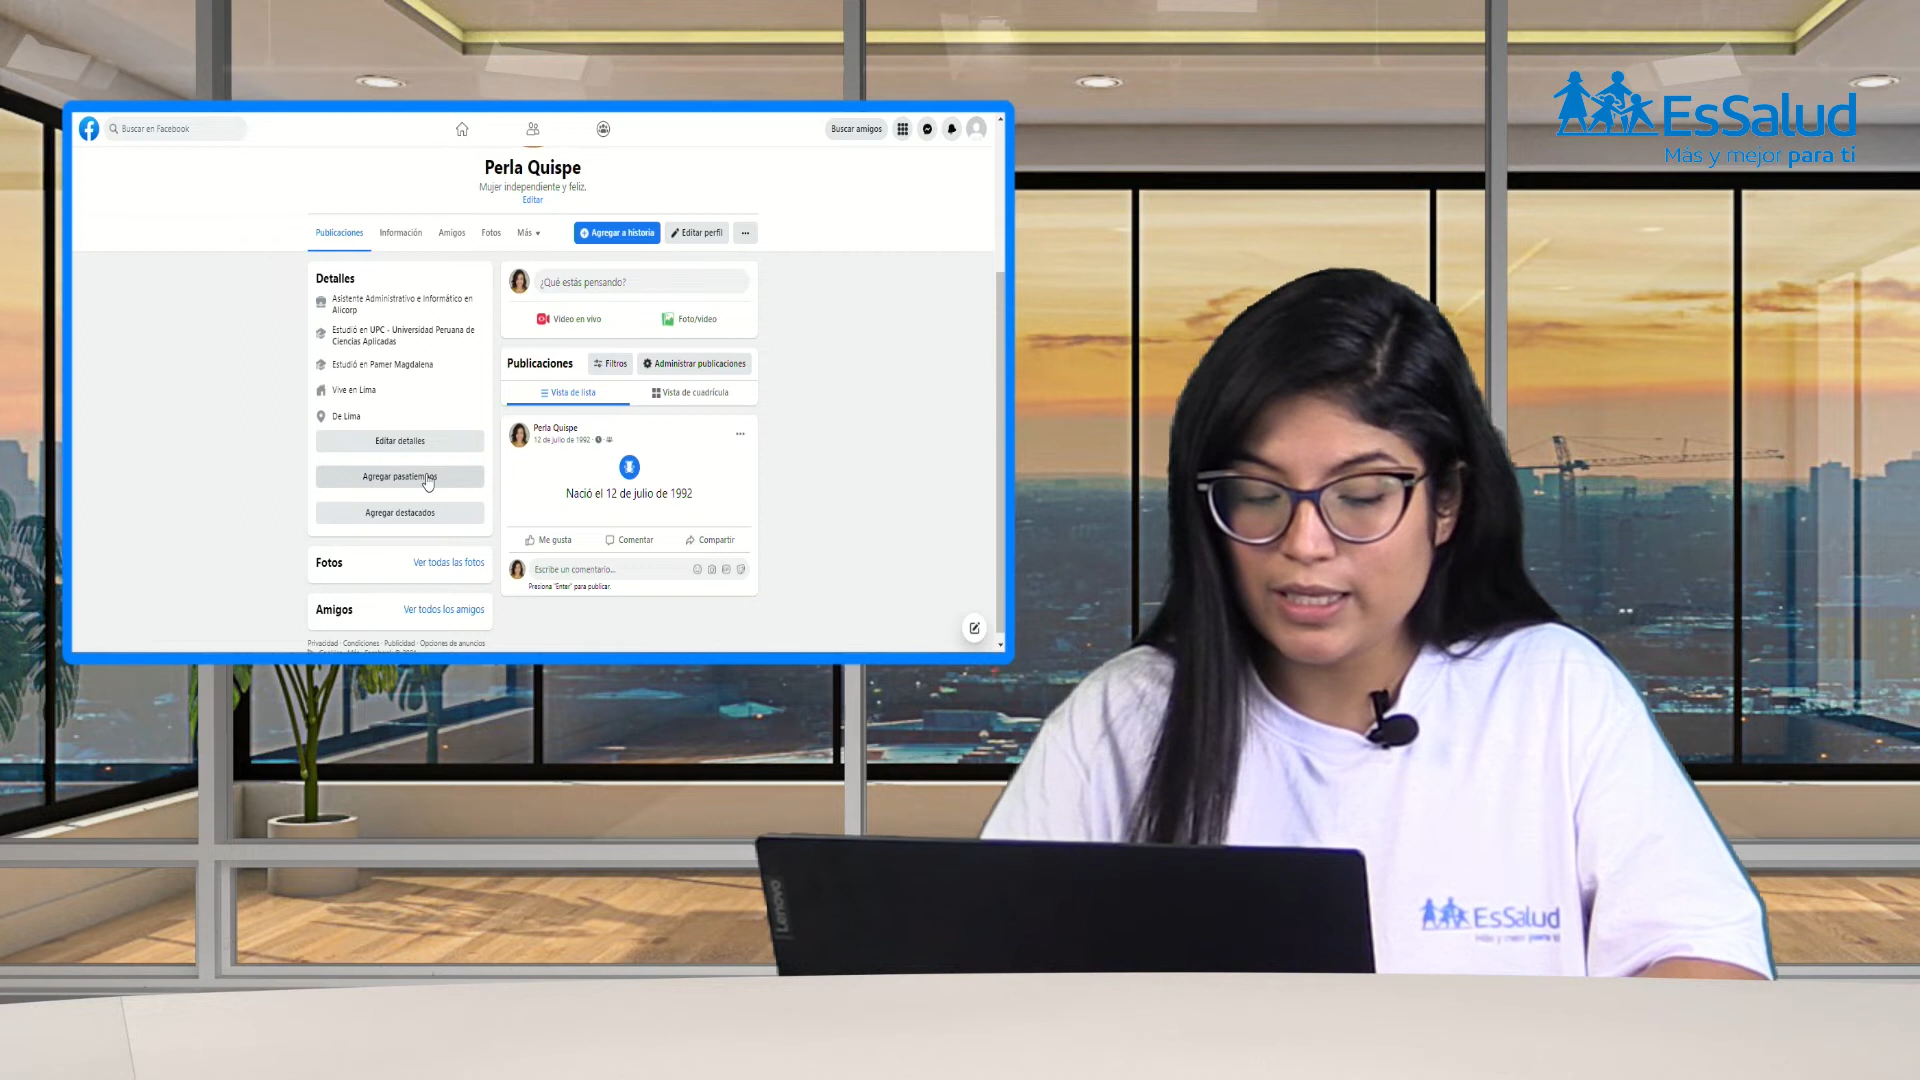 Buscar en Facebook
Buscar amigos
Perla Quispe
Mujer independiente y feliz.
Editar
Publicaciones
Información
Amigos
Fotos
Más
Agregar a historia
Editar perfil
Detalles
Asistente Administrativo e Informático en
Alicorp
Estudió en UPC - Universidad Peruana de
Ciencias Aplicadas
Estudió en Pamer Magdalena
Vive en Lima
De Lima
Editar detalles
Agregar pasatiempos
Agregar destacados
Fotos
Ver todas las fotos
Amigos
Ver todos los amigos
Privacidad · Condiciones · Publicidad · Opciones de anuncios
¿Qué estás pensando?
Video en vivo
Foto/video
Publicaciones
Filtros
Administrar publicaciones
Vista de lista
Vista de cuadrícula
Perla Quispe
12 de julio de 1992
Nació el 12 de julio de 1992
Me gusta
Comentar
Compartir
Escribe un comentario...
Presiona "Enter" para publicar.
EsSalud
Más y mejor para ti
Lenovo
EsSalud
Más y mejor para ti